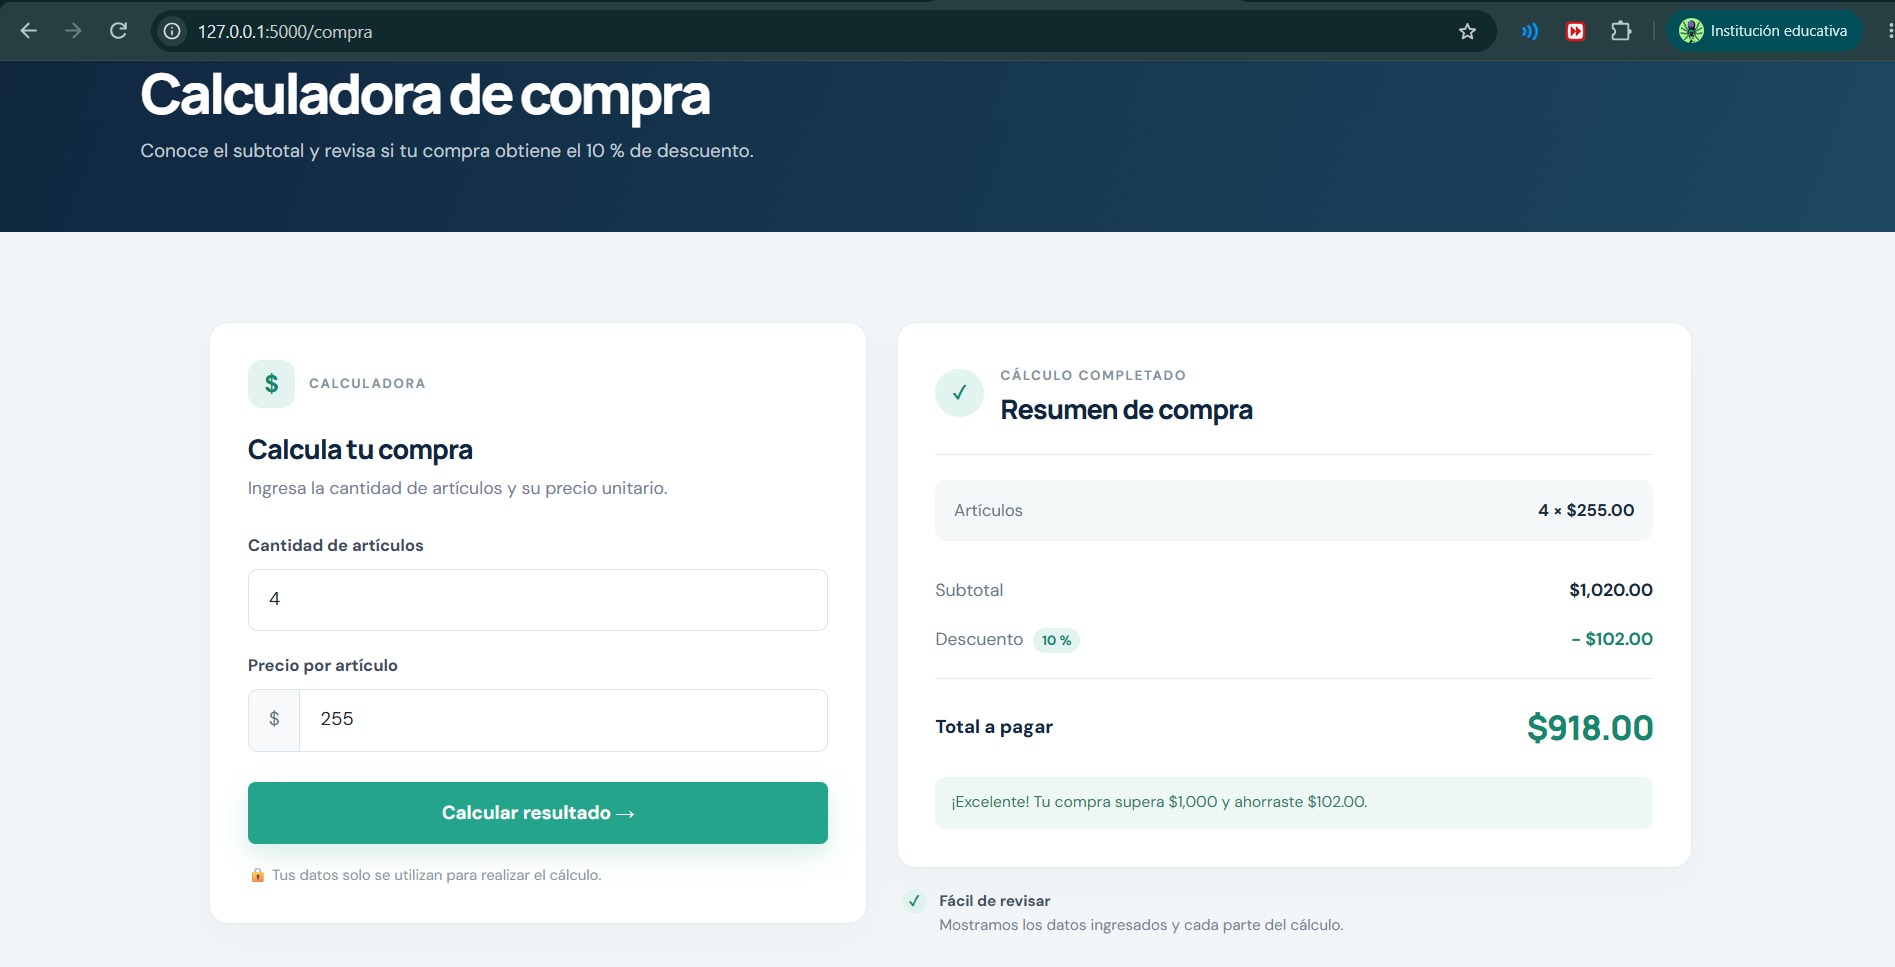 127.0.0.1:5000/compra
Institución educativa
Calculadora de compra
Conoce el subtotal y revisa si tu compra obtiene el 10 % de descuento.
$ CALCULADORA
Calcula tu compra
Ingresa la cantidad de artículos y su precio unitario.
Cantidad de artículos
4
Precio por artículo
$ 255
Calcular resultado →
Tus datos solo se utilizan para realizar el cálculo.
✓ CÁLCULO COMPLETADO
Resumen de compra
Artículos 4 × $255.00
Subtotal $1,020.00
Descuento 10 % − $102.00
Total a pagar $918.00
¡Excelente! Tu compra supera $1,000 y ahorraste $102.00.
✓ Fácil de revisar
Mostramos los datos ingresados y cada parte del cálculo.